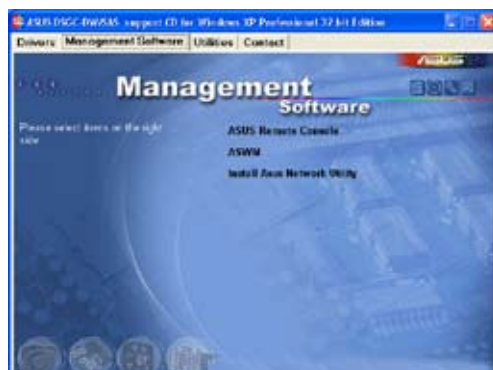 ASUS DSGC-DW/SAS support CD for Windows XP Professional 32 bit Edition
Drivers Management Software Utilities Contact
Management
Software
Please select items on the right
side
ASUS Remote Console
ASWM
Install Asus Network Utility